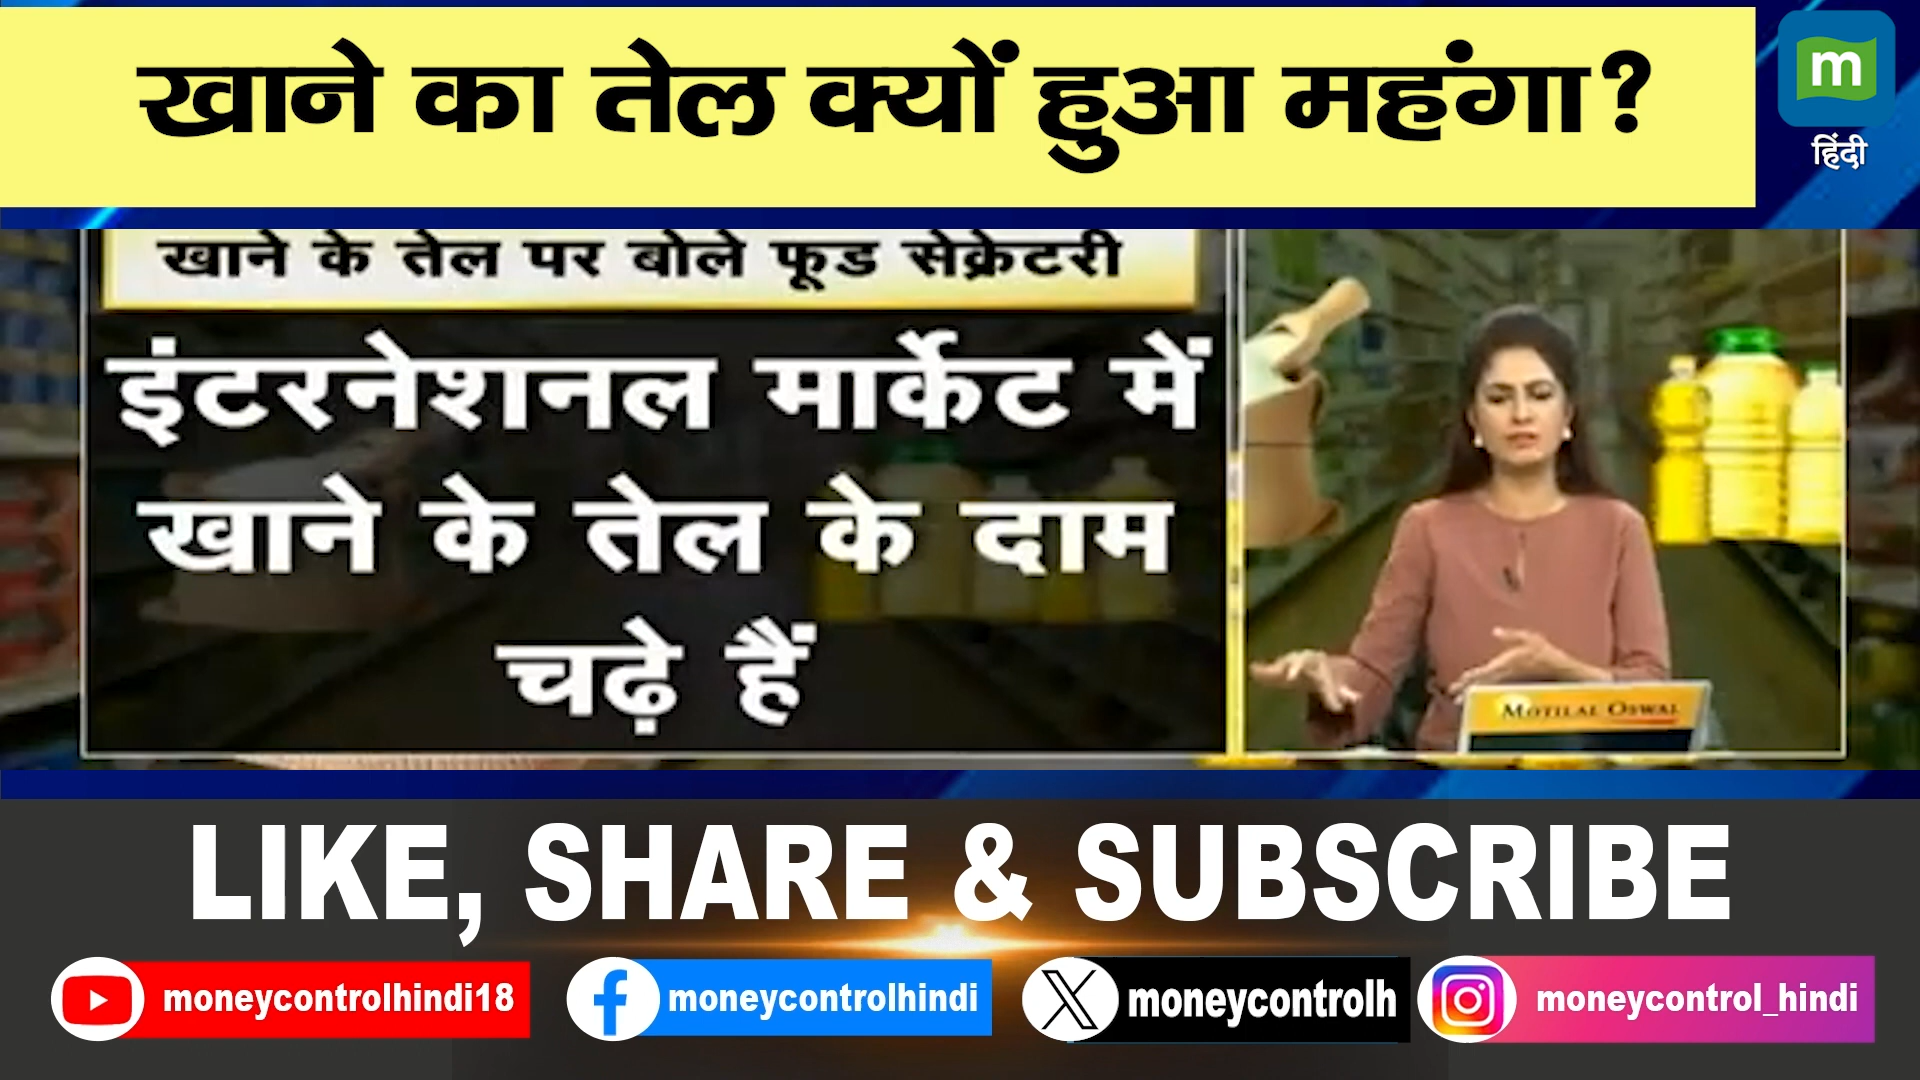 खाने का तेल क्यों हुआ महंगा?
m
हिंदी
खाने के तेल पर बोले फूड सेक्रेटरी
इंटरनेशनल मार्केट में
खाने के तेल के दाम
चढ़े हैं
MOTILAL OSWAL
LIKE, SHARE & SUBSCRIBE
moneycontrolhindi18
moneycontrolhindi
moneycontrolh
moneycontrol_hindi